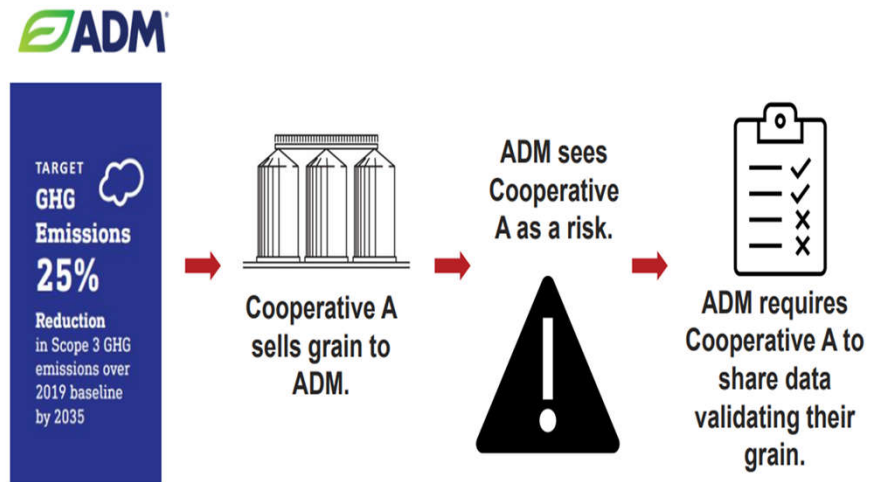 ADM
TARGET
GHG
Emissions
25%
Reduction
in Scope 3 GHG
emissions over
2019 baseline
by 2035
Cooperative A
sells grain to
ADM.
ADM sees
Cooperative
A as a risk.
ADM requires
Cooperative A to
share data
validating their
grain.